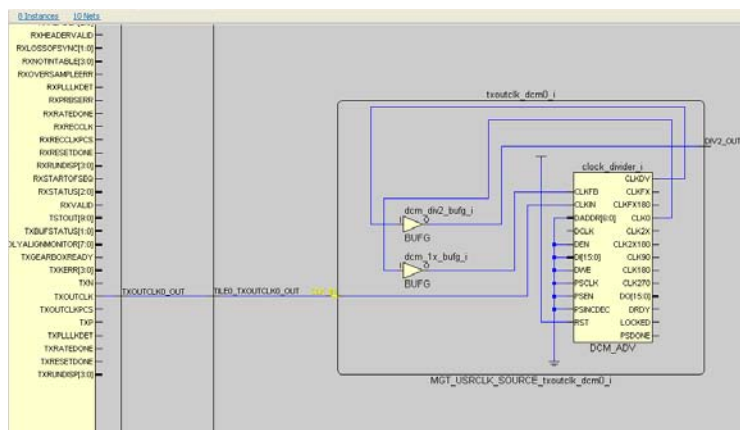 0 Instances 10 Nets
RXHEADERVALID
RXLOSSOFSYNC[1:0]
RXNOTINTABLE[3:0]
RXOVERSAMPLEERR
RXPLLLKDET
RXPRBSERR
RXRATEDONE
RXRECCLK
RXRECCLKPCS
RXRESETDONE
RXRUNDISP[3:0]
RXSTARTOFSEQ
RXSTATUS[2:0]
RXVALID
TSTOUT[9:0]
TXBUFSTATUS[1:0]
OLYALIGNMONITOR[7:0]
TXGEARBOXREADY
TXKERR[3:0]
TXN
TXOUTCLK
TXOUTCLKPCS
TXP
TXPLLLKDET
TXRATEDONE
TXRESETDONE
TXRUNDISP[3:0]
TXOUTCLK0_OUT
TILE0_TXOUTCLK0_OUT
txoutclk_dcm0_i
DIV2_OUT
dcm_div2_bufg_i
I O
BUFG
dcm_1x_bufg_i
I O
BUFG
clock_divider_i
CLKFB
CLKIN
DADDR[6:0]
DCLK
DEN
DI[15:0]
DWE
PSCLK
PSEN
PSINCDEC
RST
CLKDV
CLKFX
CLKFX180
CLK0
CLK2X
CLK2X180
CLK90
CLK180
CLK270
DO[15:0]
DRDY
LOCKED
PSDONE
DCM_ADV
MGT_USRCLK_SOURCE_txoutclk_dcm0_i